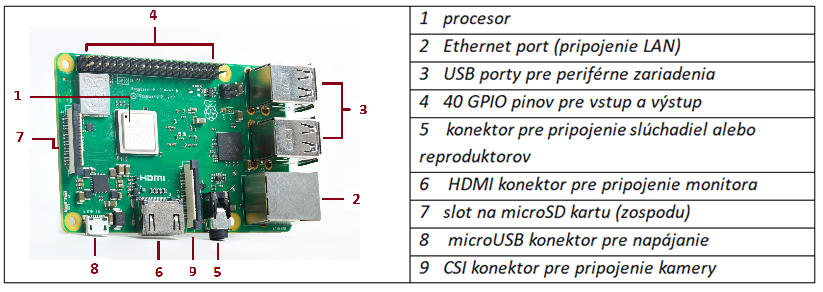 4
1
7
3
2
8
6
9
5
HDMI
1 procesor
2 Ethernet port (pripojenie LAN)
3 USB porty pre periférne zariadenia
4 40 GPIO pinov pre vstup a výstup
5 konektor pre pripojenie slúchadiel alebo
reproduktorov
6 HDMI konektor pre pripojenie monitora
7 slot na microSD kartu (zospodu)
8 microUSB konektor pre napájanie
9 CSI konektor pre pripojenie kamery